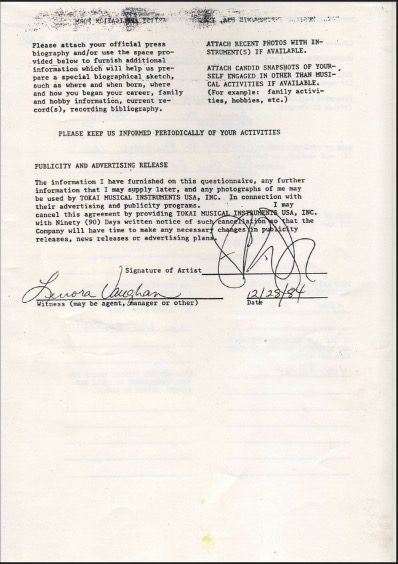 Please attach your official press
biography and/or use the space pro-
vided below to furnish additional
information which will help us pre-
pare a special biographical sketch,
such as where and when born, where
and how you began your career, family
and hobby information, current re-
cord(s), recording bibliography.
ATTACH RECENT PHOTOS WITH IN-
STRUMENT(S) IF AVAILABLE.
ATTACH CANDID SNAPSHOTS OF YOUR-
SELF ENGAGED IN OTHER THAN MUSI-
CAL ACTIVITIES IF AVAILABLE.
(For example: family activi-
ties, hobbies, etc.)
PLEASE KEEP US INFORMED PERIODICALLY OF YOUR ACTIVITIES
PUBLICITY AND ADVERTISING RELEASE
The information I have furnished on this questionnaire, any further
information that I may supply later, and any photographs of me may
be used by TOKAI MUSICAL INSTRUMENTS USA, INC. In connection with
their advertising and publicity programs. I may
cancel this agreement by providing TOKAI MUSICAL INSTRUMENTS USA, INC.
with Ninety (90) Days written notice of such cancellation so that the
Company will have time to make any necessary changes in publicity
releases, news releases or advertising plans.
Signature of Artist
Lenora Vaughan 12/28/84
Witness (may be agent, manager or other) Date